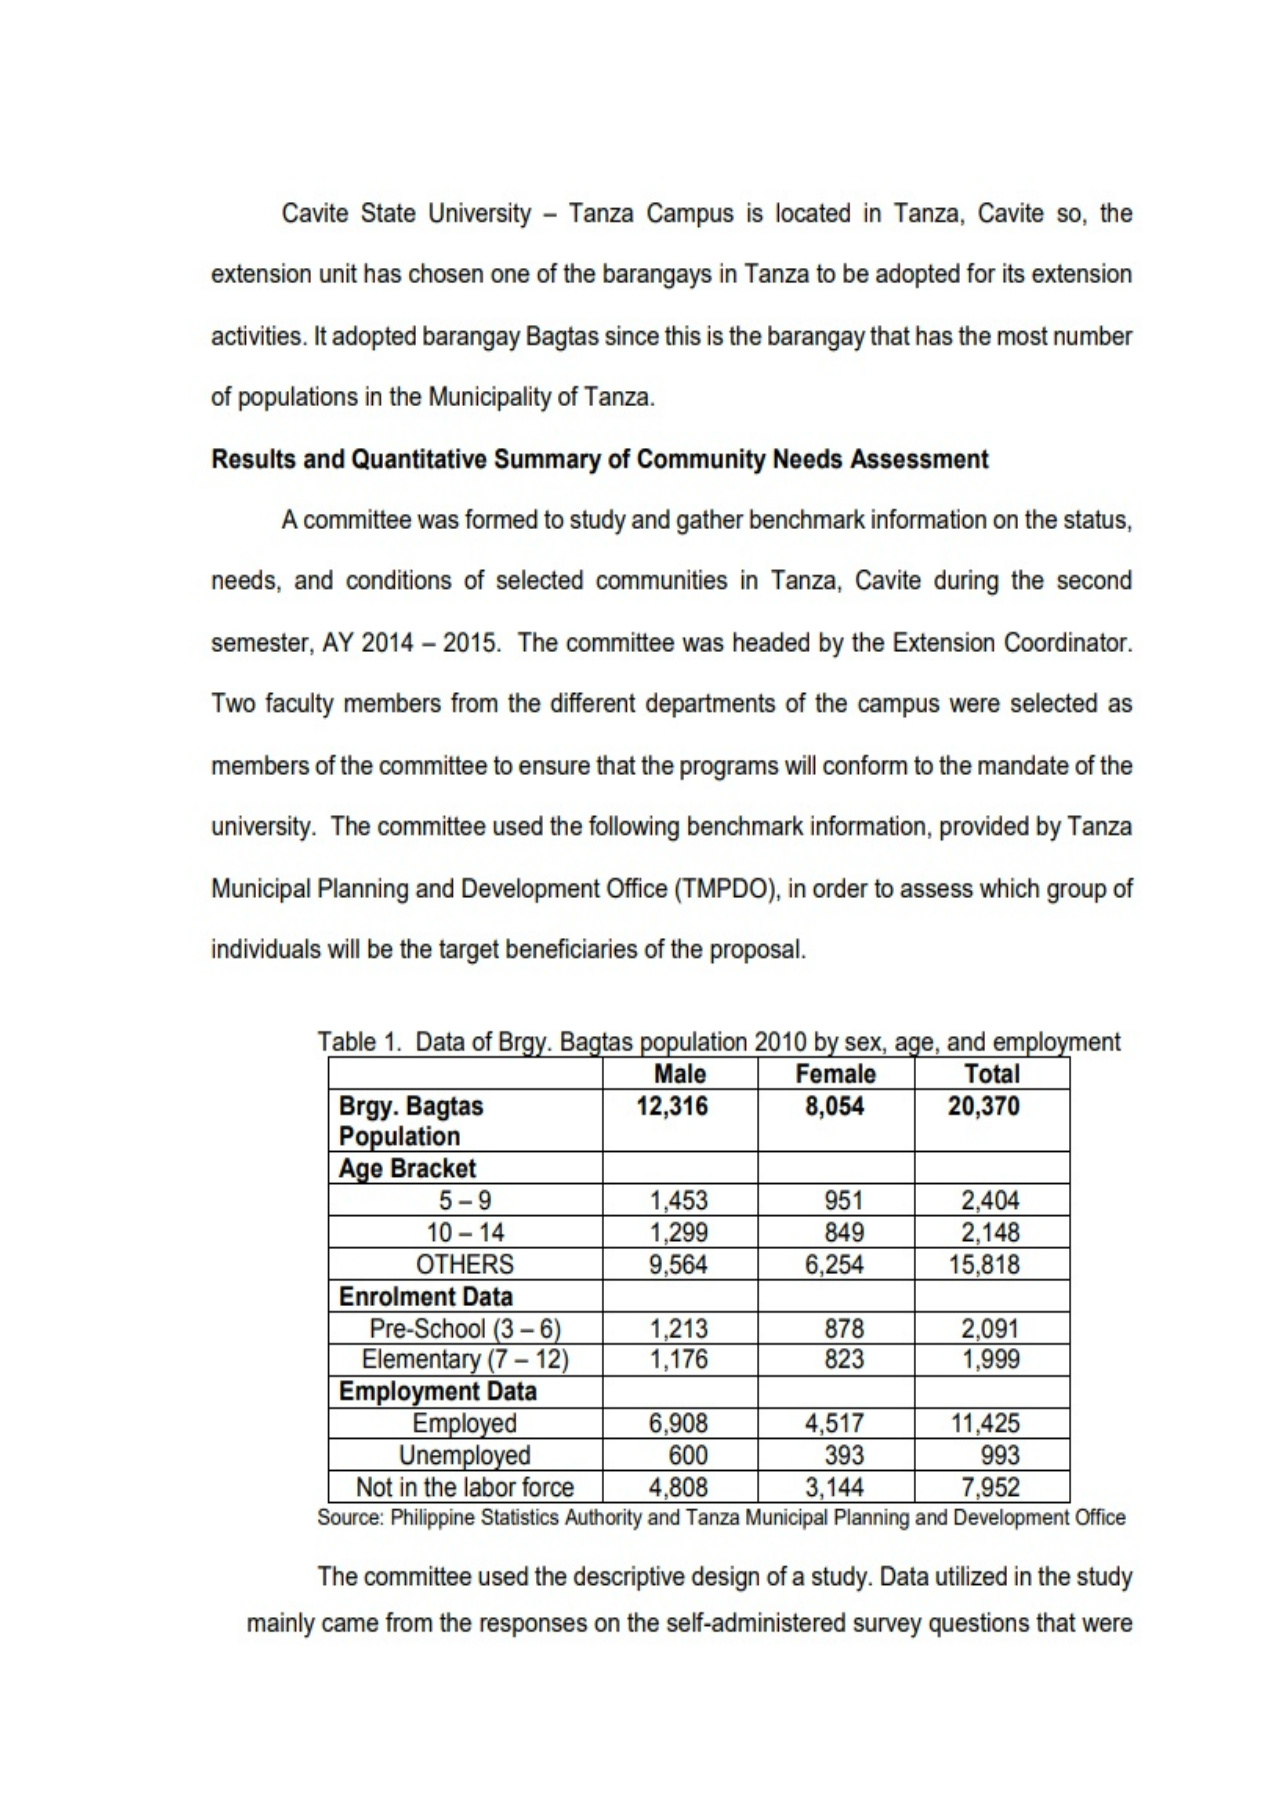 Cavite State University – Tanza Campus is located in Tanza, Cavite so, the
extension unit has chosen one of the barangays in Tanza to be adopted for its extension
activities. It adopted barangay Bagtas since this is the barangay that has the most number
of populations in the Municipality of Tanza.
Results and Quantitative Summary of Community Needs Assessment
A committee was formed to study and gather benchmark information on the status,
needs, and conditions of selected communities in Tanza, Cavite during the second
semester, AY 2014 – 2015.  The committee was headed by the Extension Coordinator.
Two faculty members from the different departments of the campus were selected as
members of the committee to ensure that the programs will conform to the mandate of the
university.  The committee used the following benchmark information, provided by Tanza
Municipal Planning and Development Office (TMPDO), in order to assess which group of
individuals will be the target beneficiaries of the proposal.
Table 1.  Data of Brgy. Bagtas population 2010 by sex, age, and employment
Male Female Total
Brgy. Bagtas 12,316 8,054 20,370
Population
Age Bracket
5 – 9 1,453 951 2,404
10 – 14 1,299 849 2,148
OTHERS 9,564 6,254 15,818
Enrolment Data
Pre-School (3 – 6) 1,213 878 2,091
Elementary (7 – 12) 1,176 823 1,999
Employment Data
Employed 6,908 4,517 11,425
Unemployed 600 393 993
Not in the labor force 4,808 3,144 7,952
Source: Philippine Statistics Authority and Tanza Municipal Planning and Development Office
The committee used the descriptive design of a study. Data utilized in the study
mainly came from the responses on the self-administered survey questions that were